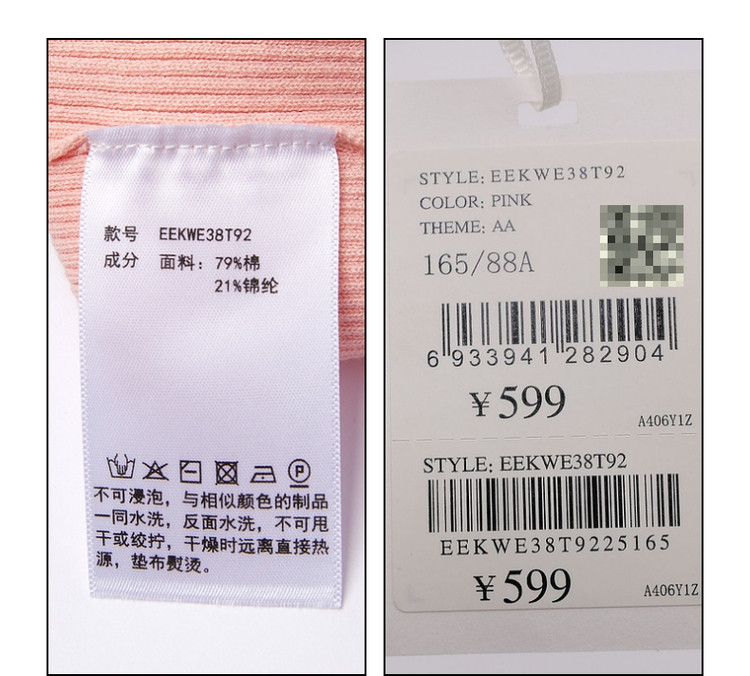 款号 EEKWE38T92
成分 面料：79%棉
21%锦纶
P
不可浸泡，与相似颜色的制品
一同水洗，反面水洗，不可甩
干或绞拧，干燥时远离直接热
源，垫布熨烫。
STYLE: EEKWE38T92
COLOR: PINK
THEME: AA
165/88A
6 933941 282904
¥599
A406Y1Z
STYLE: EEKWE38T92
EEKWE38T9225165
¥599
A406Y1Z